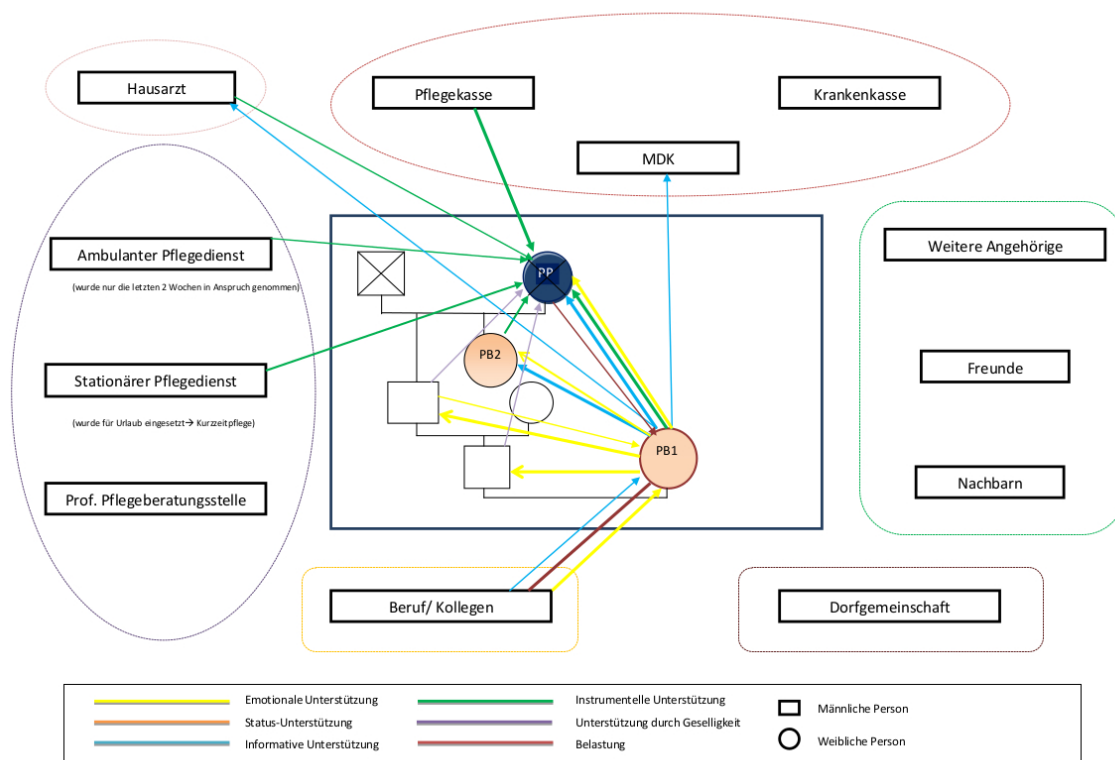 Hausarzt
Pflegekasse
Krankenkasse
MDK
Ambulanter Pflegedienst
(wurde nur die letzten 2 Wochen in Anspruch genommen)
Weitere Angehörige
PP
PB2
Stationärer Pflegedienst
(wurde für Urlaub eingesetzt→ Kurzeitpflege)
Freunde
PB1
Prof. Pflegeberatungsstelle
Nachbarn
Beruf/ Kollegen
Dorfgemeinschaft
Emotionale Unterstützung
Instrumentelle Unterstützung
Männliche Person
Status-Unterstützung
Unterstützung durch Geselligkeit
Informative Unterstützung
Belastung
Weibliche Person